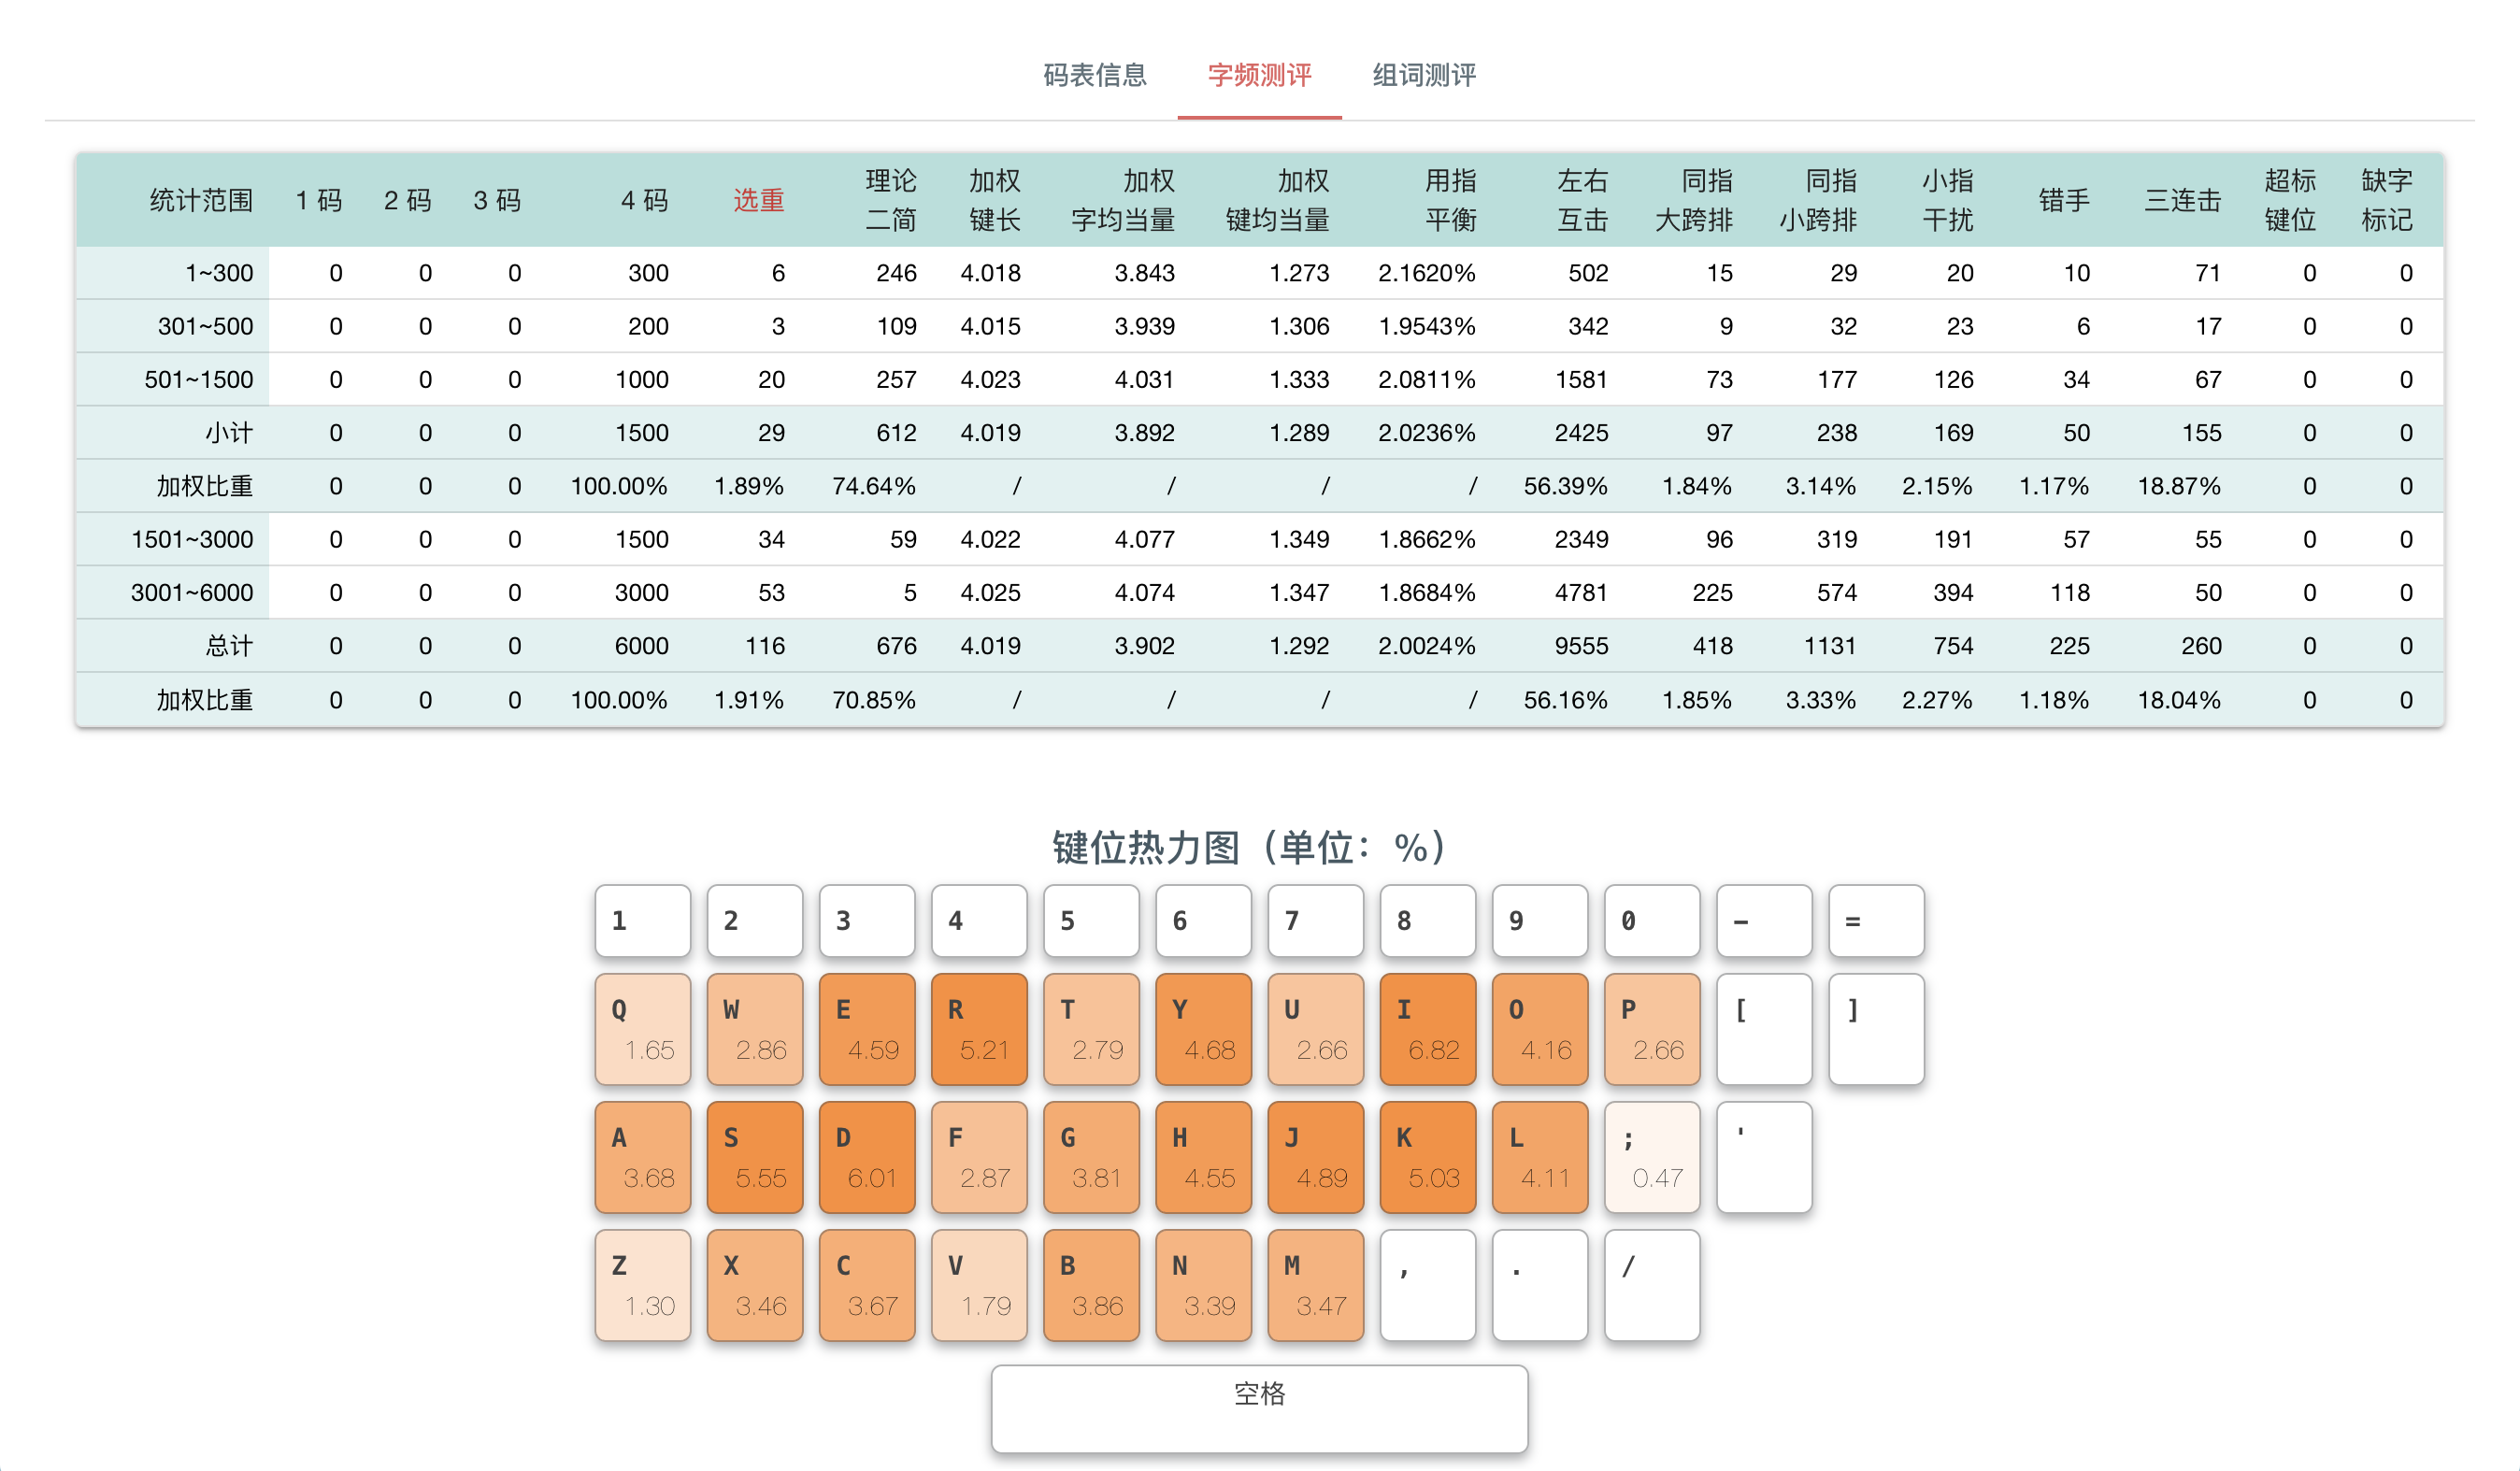 码表信息 字频测评 组词测评
统计范围 1 码 2 码 3 码 4 码 选重 理论二简 加权键长 加权字均当量 加权键均当量 用指平衡 左右互击 同指大跨排 同指小跨排 小指干扰 错手 三连击 超标键位 缺字标记
1~300 0 0 0 300 6 246 4.018 3.843 1.273 2.1620% 502 15 29 20 10 71 0 0
301~500 0 0 0 200 3 109 4.015 3.939 1.306 1.9543% 342 9 32 23 6 17 0 0
501~1500 0 0 0 1000 20 257 4.023 4.031 1.333 2.0811% 1581 73 177 126 34 67 0 0
小计 0 0 0 1500 29 612 4.019 3.892 1.289 2.0236% 2425 97 238 169 50 155 0 0
加权比重 0 0 0 100.00% 1.89% 74.64% / / / / 56.39% 1.84% 3.14% 2.15% 1.17% 18.87% 0 0
1501~3000 0 0 0 1500 34 59 4.022 4.077 1.349 1.8662% 2349 96 319 191 57 55 0 0
3001~6000 0 0 0 3000 53 5 4.025 4.074 1.347 1.8684% 4781 225 574 394 118 50 0 0
总计 0 0 0 6000 116 676 4.019 3.902 1.292 2.0024% 9555 418 1131 754 225 260 0 0
加权比重 0 0 0 100.00% 1.91% 70.85% / / / / 56.16% 1.85% 3.33% 2.27% 1.18% 18.04% 0 0
键位热力图（单位：%）
1 2 3 4 5 6 7 8 9 0 - =
Q W E R T Y U I O P [ ]
1.65 2.86 4.59 5.21 2.79 4.68 2.66 6.82 4.16 2.66
A S D F G H J K L ; '
3.68 5.55 6.01 2.87 3.81 4.55 4.89 5.03 4.11 0.47
Z X C V B N M , . /
1.30 3.46 3.67 1.79 3.86 3.39 3.47
空格